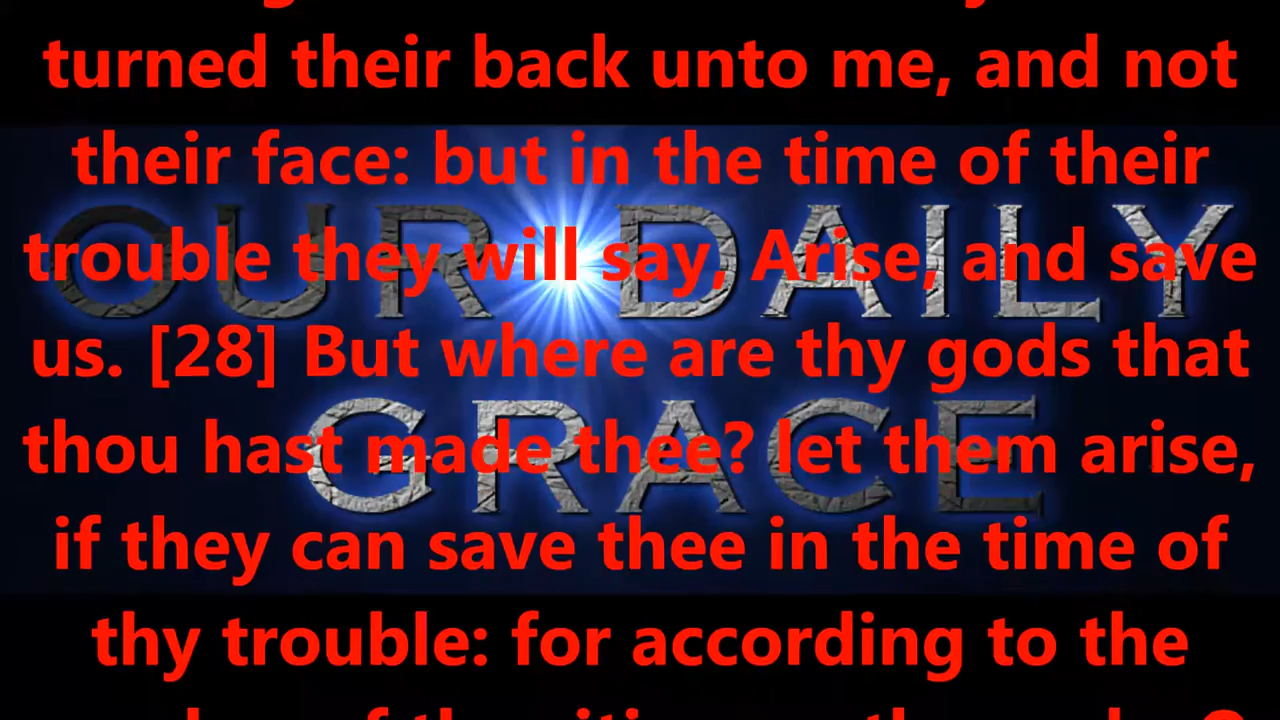 turned their back unto me, and not
their face: but in the time of their
trouble they will say, Arise, and save
us. [28] But where are thy gods that
thou hast made thee? let them arise,
if they can save thee in the time of
thy trouble: for according to the
OUR DAILY
GRACE